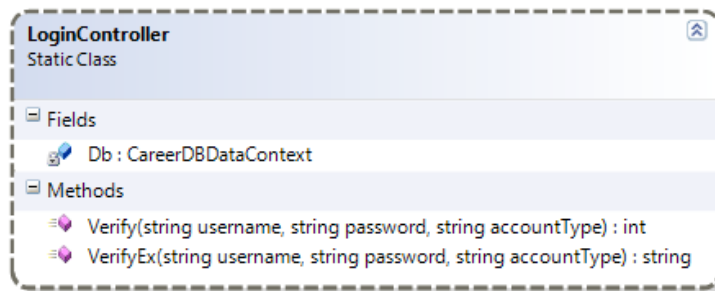 LoginController
Static Class
Fields
Db : CareerDBDataContext
Methods
Verify(string username, string password, string accountType) : int
VerifyEx(string username, string password, string accountType) : string